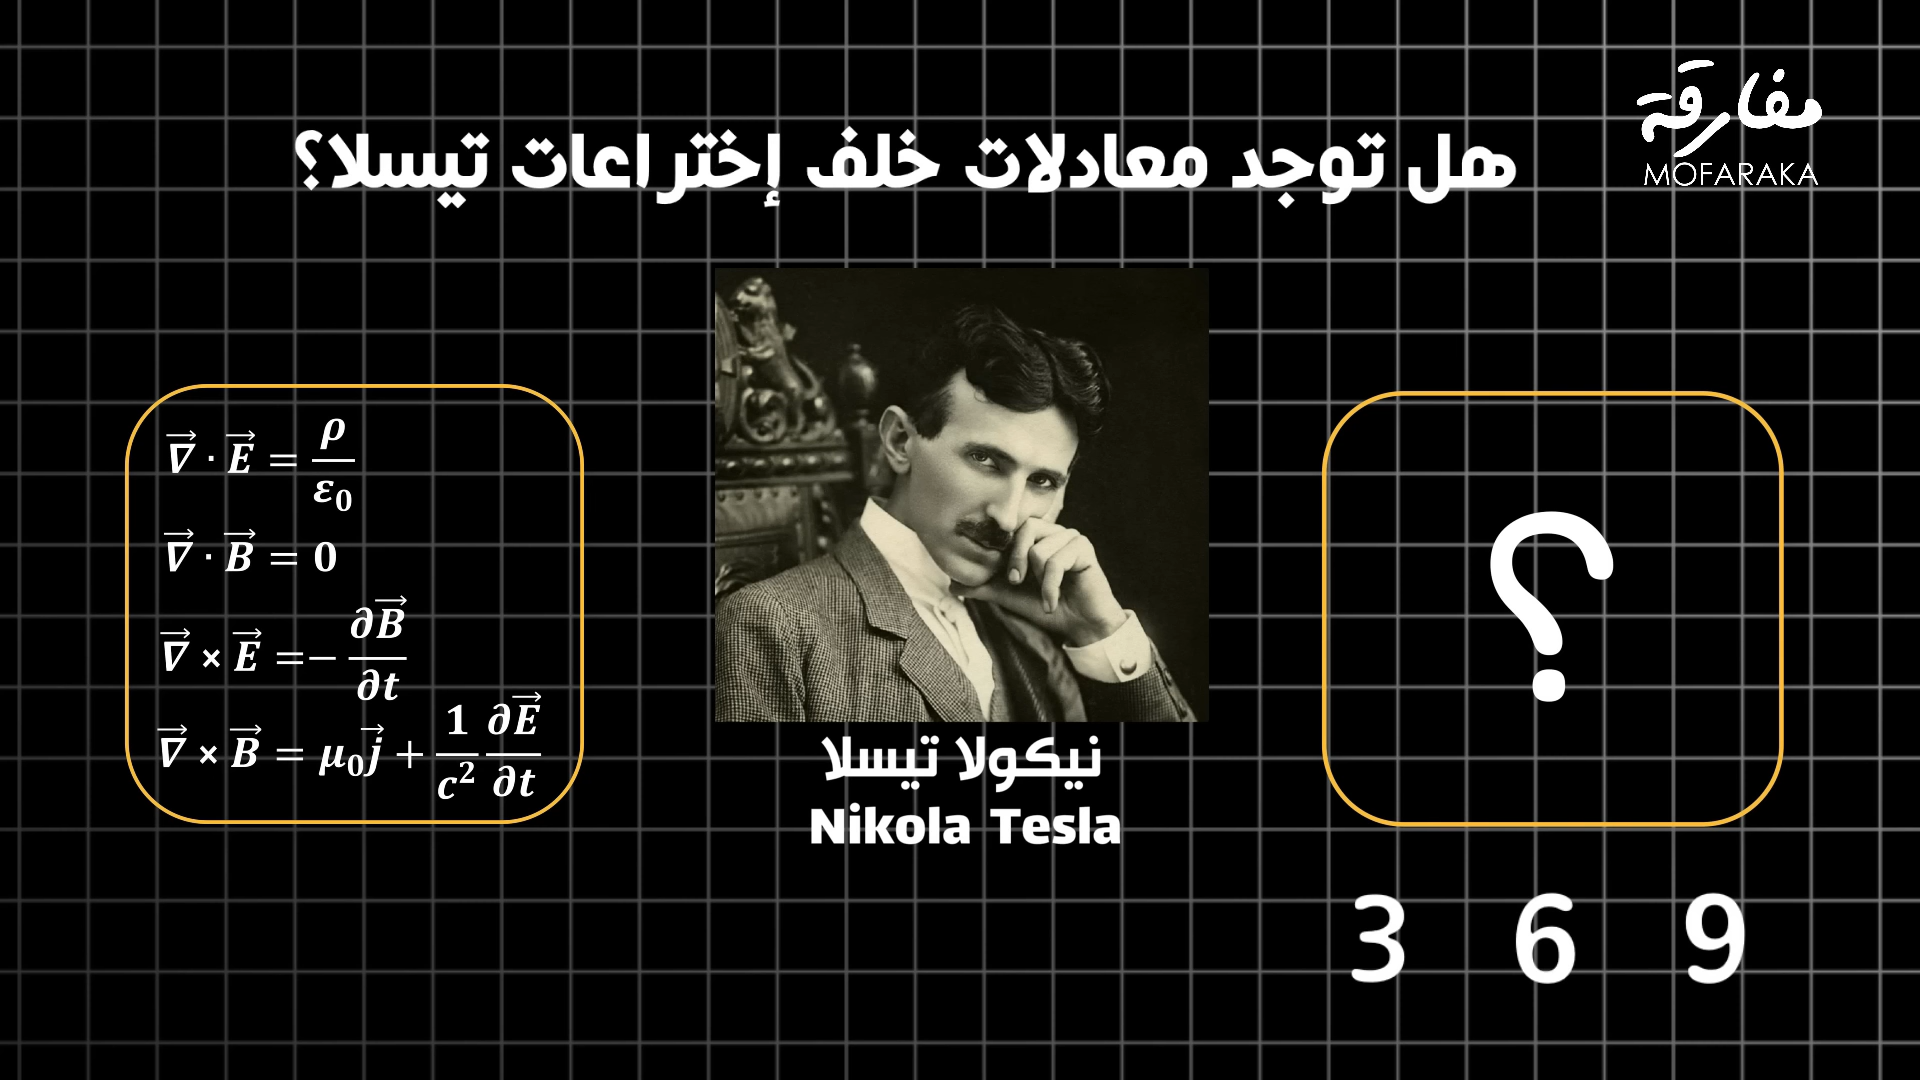 مفارقة
MOFARAKA
هل توجد معادلات خلف إختراعات تيسلا؟
∇⃗ · E⃗ = ρ/ε₀
∇⃗ · B⃗ = 0
∇⃗ × E⃗ =− ∂B⃗/∂t
∇⃗ × B⃗ = μ₀j⃗ + 1/c² ∂E⃗/∂t
؟
نيكولا تيسلا
Nikola Tesla
3 6 9